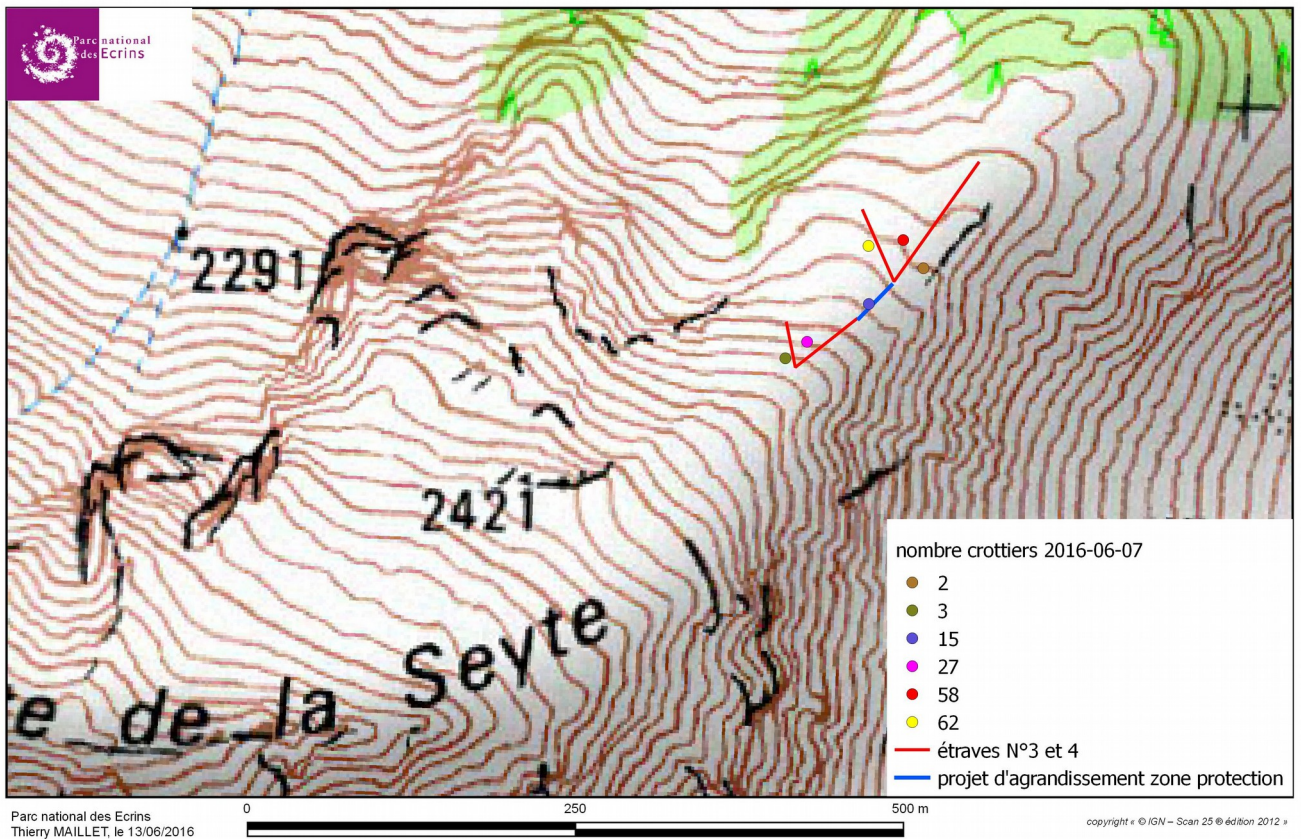 Parc national
des Ecrins
2291
2421
e de la Seyte
nombre crottiers 2016-06-07
2
3
15
27
58
62
étraves N°3 et 4
projet d'agrandissement zone protection
0 250 500 m
Parc national des Ecrins
Thierry MAILLET, le 13/06/2016
copyright « © IGN – Scan 25 ® édition 2012 »